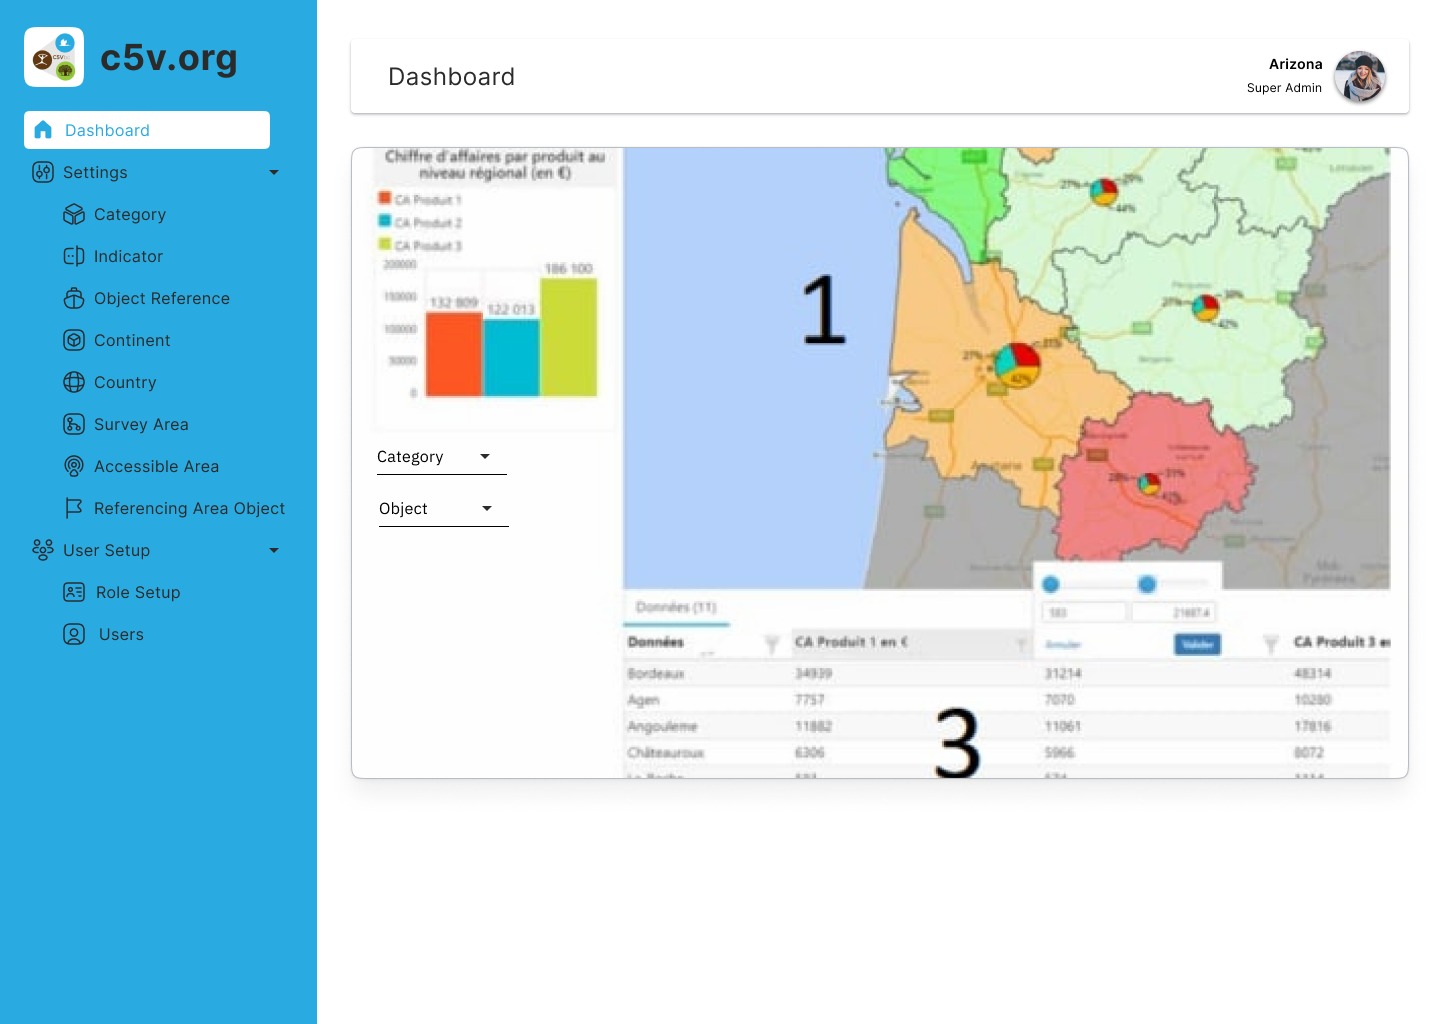 c5v.org
Dashboard
Settings
Category
Indicator
Object Reference
Continent
Country
Survey Area
Accessible Area
Referencing Area Object
User Setup
Role Setup
Users
Dashboard
Arizona
Super Admin
Chiffre d'affaires par produit au
niveau régional (en €)
CA Produit 1
CA Produit 2
CA Produit 3
200000
150000
100000
50000
0
132 809
122 013
186 100
Category
Object
1
27%
29%
44%
27%
38%
42%
27%
31%
42%
Aquitaine
28%
31%
41%
Données (11)
583
21687.4
Données
CA Produit 1 en €
Annuler
Valider
CA Produit 3 e
Bordeaux
34939
31214
48314
Agen
7757
7070
10280
Angouleme
11882
11061
17816
Châteauroux
6306
5966
8072
3